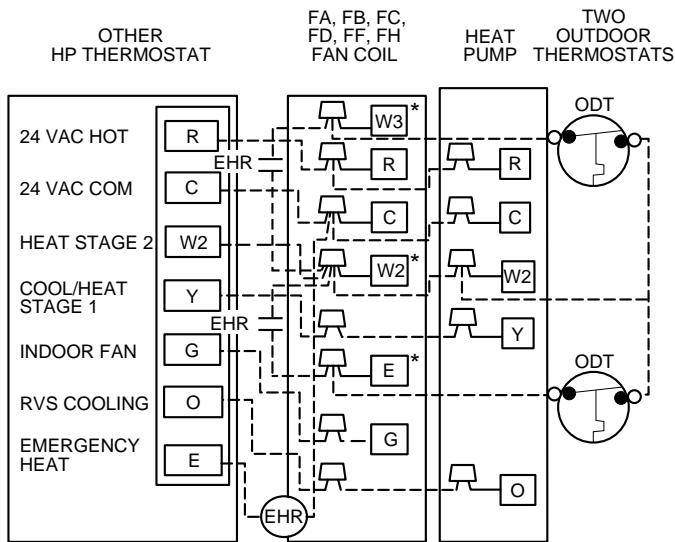 OTHER
HP THERMOSTAT
FA, FB, FC,
FD, FF, FH
FAN COIL
HEAT
PUMP
TWO
OUTDOOR
THERMOSTATS
24 VAC HOT
R
24 VAC COM
C
HEAT STAGE 2
W2
COOL/HEAT
STAGE 1
Y
INDOOR FAN
G
RVS COOLING
O
EMERGENCY
HEAT
E
EHR
EHR
EHR
W3 *
R
C
W2 *
E *
G
R
C
W2
Y
O
ODT
ODT